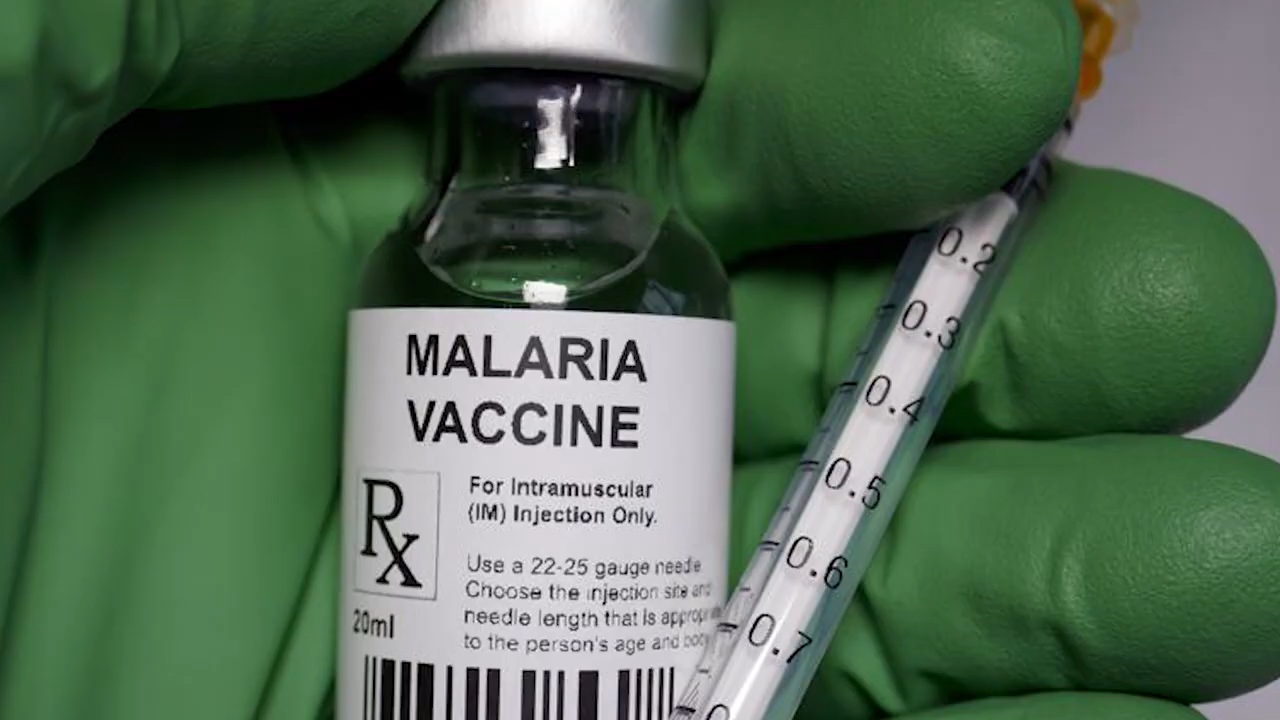 MALARIA
VACCINE
Rx
For Intramuscular
(IM) Injection Only.
Use a 22-25 gauge needle
Choose the injection site and
needle length that is
to the person's age and
20ml
0.2
0.3
0.4
0.5
0.6
0.7